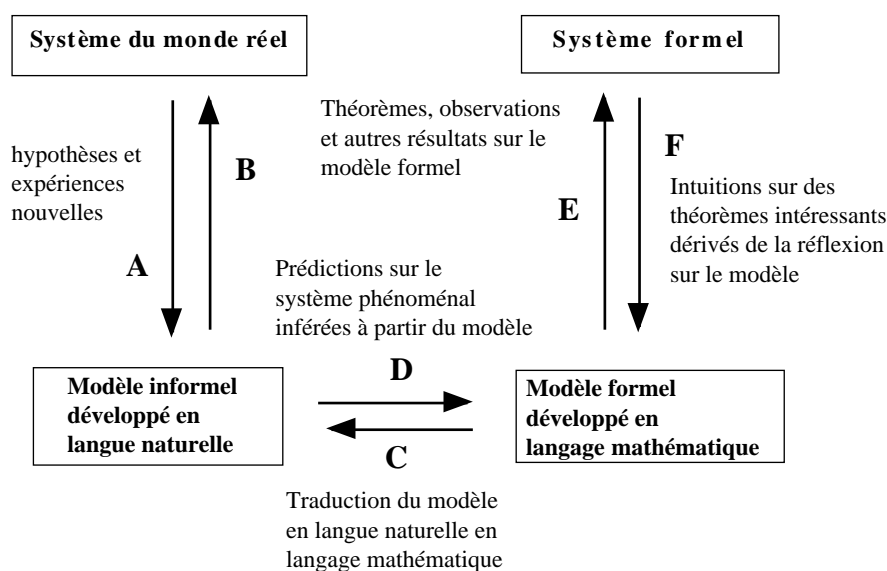 Système du monde réel
Système formel
hypothèses et
expériences
nouvelles
A
B
Théorèmes, observations
et autres résultats sur le
modèle formel
E
F
Intuitions sur des
théorèmes intéressants
dérivés de la réflexion
sur le modèle
Prédictions sur le
système phénoménal
inférées à partir du modèle
Modèle informel
développé en
langue naturelle
D
C
Modèle formel
développé en
langage mathématique
Traduction du modèle
en langue naturelle en
langage mathématique